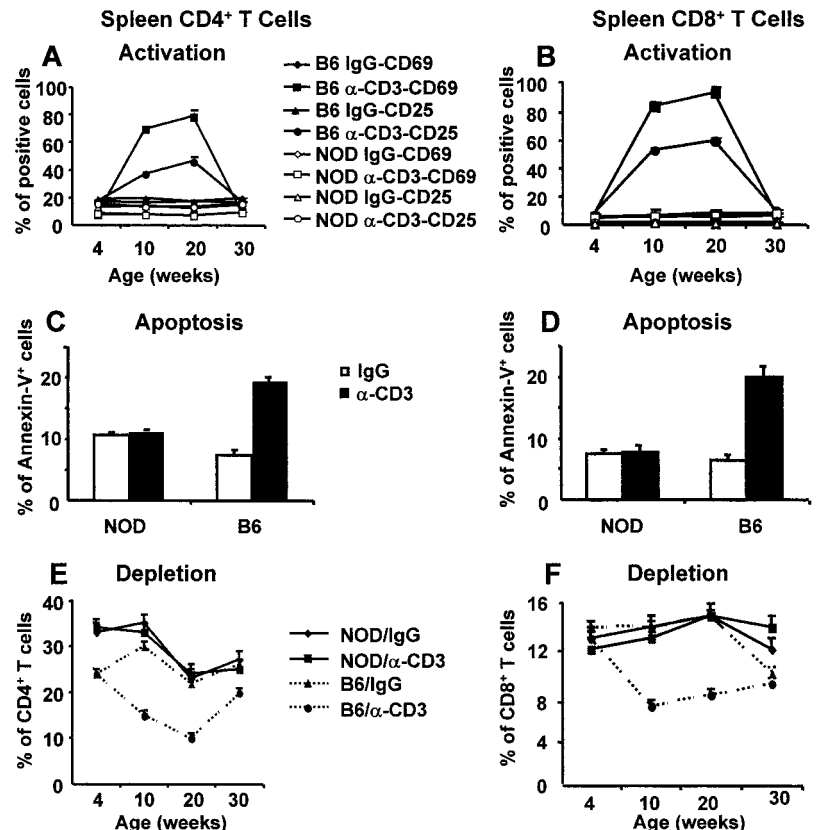 Spleen CD4⁺ T Cells
Spleen CD8⁺ T Cells
A
Activation
% of positive cells
100
80
60
40
20
0
4 10 20 30
Age (weeks)
B6 IgG-CD69
B6 α-CD3-CD69
B6 IgG-CD25
B6 α-CD3-CD25
NOD IgG-CD69
NOD α-CD3-CD69
NOD IgG-CD25
NOD α-CD3-CD25
B
Activation
% of positive cells
100
80
60
40
20
0
4 10 20 30
Age (weeks)
C
Apoptosis
% of Annexin-V⁺ cells
20
10
0
NOD B6
IgG
α-CD3
D
Apoptosis
% of Annexin-V⁺ cells
20
10
0
NOD B6
E
Depletion
% of CD4⁺ T cells
40
30
20
10
0
4 10 20 30
Age (weeks)
NOD/IgG
NOD/α-CD3
B6/IgG
B6/α-CD3
F
Depletion
% of CD8⁺ T cells
16
12
8
4
0
4 10 20 30
Age (weeks)